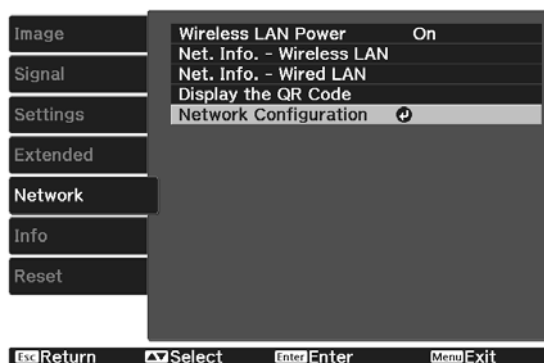 Image
Signal
Settings
Extended
Network
Info
Reset
Wireless LAN Power On
Net. Info. - Wireless LAN
Net. Info. - Wired LAN
Display the QR Code
Network Configuration
Esc Return Select Enter Enter Menu Exit